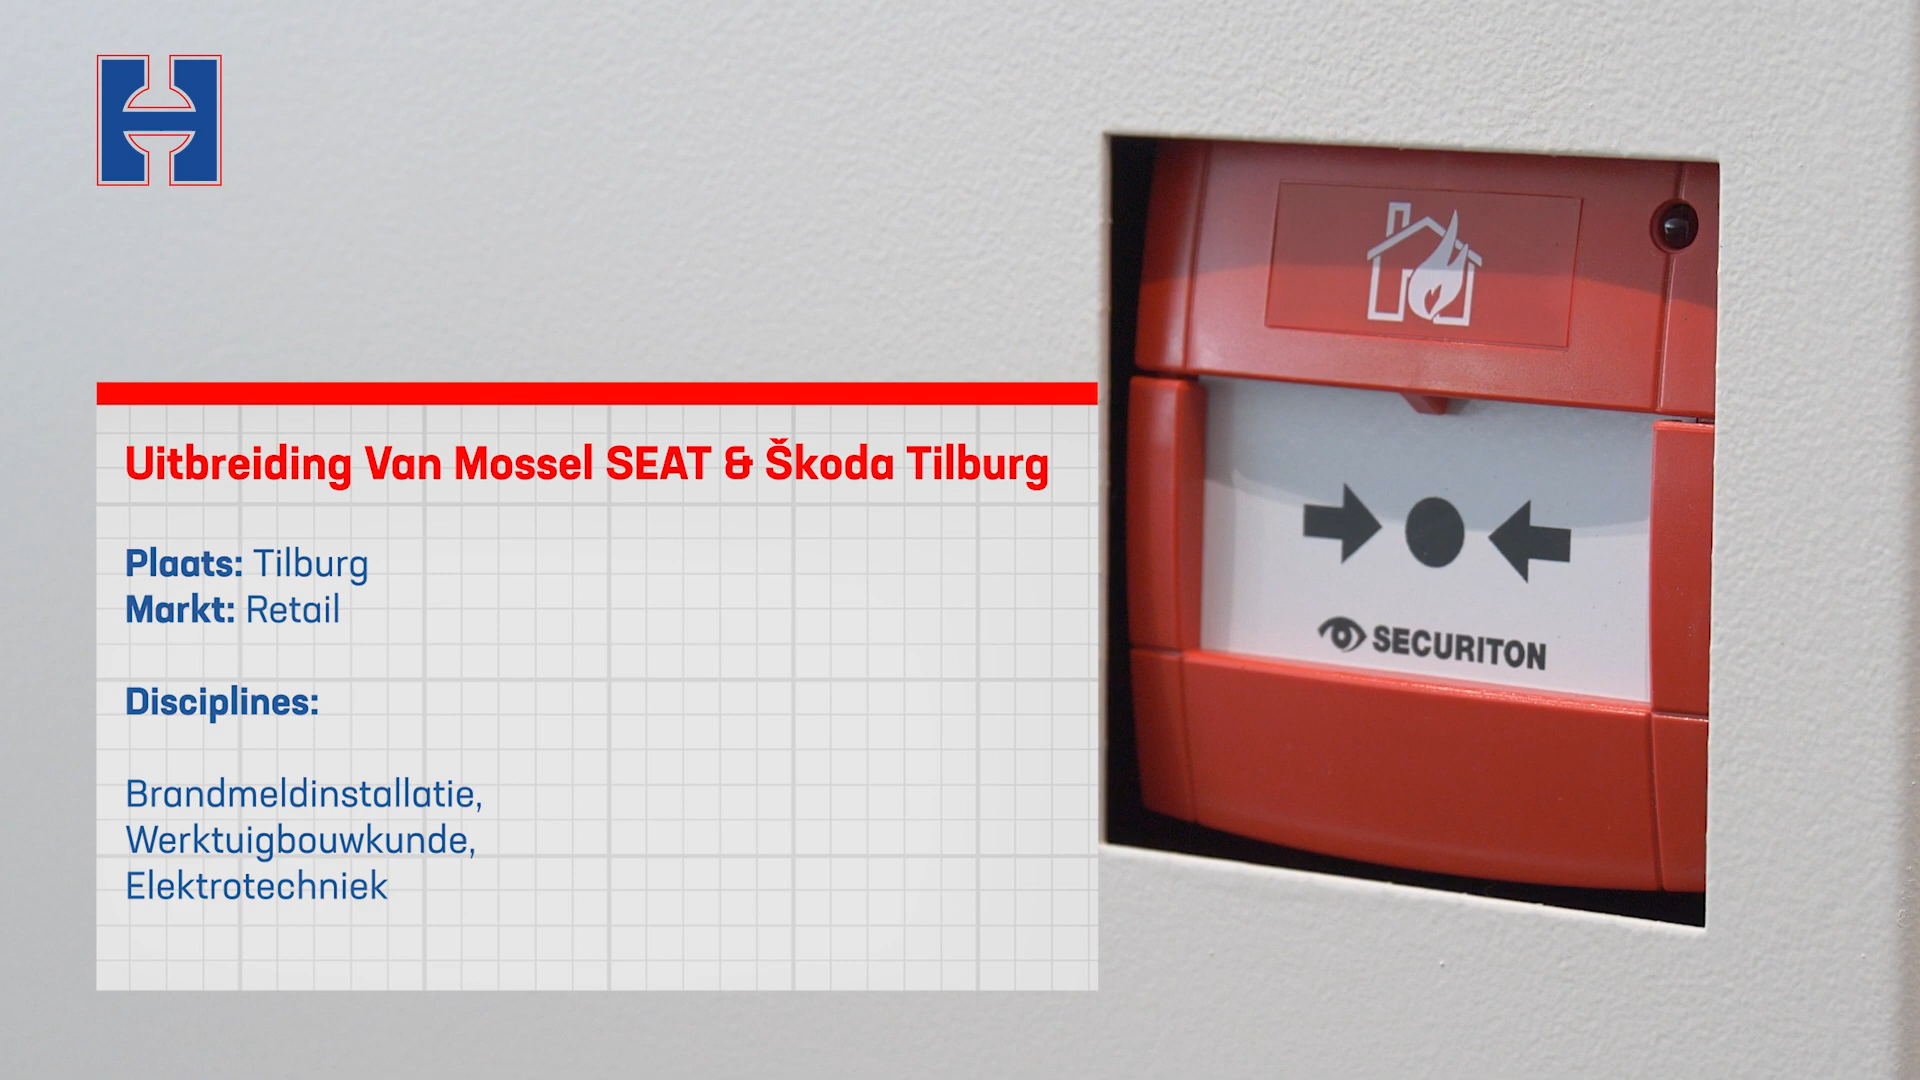 H
Uitbreiding Van Mossel SEAT & Škoda Tilburg
Plaats: Tilburg
Markt: Retail
Disciplines:
Brandmeldinstallatie,
Werktuigbouwkunde,
Elektrotechniek
SECURITON